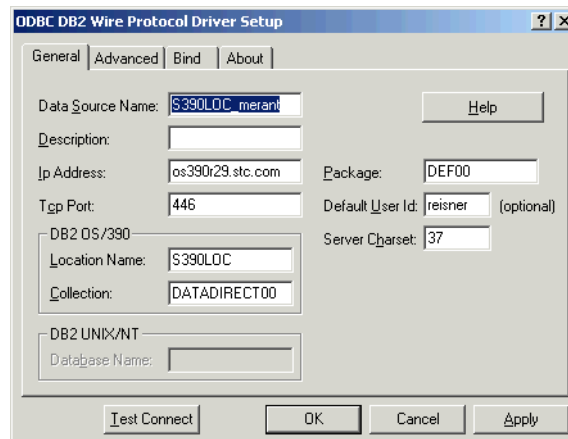 ODBC DB2 Wire Protocol Driver Setup
General Advanced Bind About
Data Source Name: S390LOC_merant Help
Description:
Ip Address: os390r29.stc.com Package: DEF00
Tcp Port: 446 Default User Id: reisner (optional)
DB2 OS/390 Server Charset: 37
Location Name: S390LOC
Collection: DATADIRECT00
DB2 UNIX/NT
Database Name:
Test Connect OK Cancel Apply